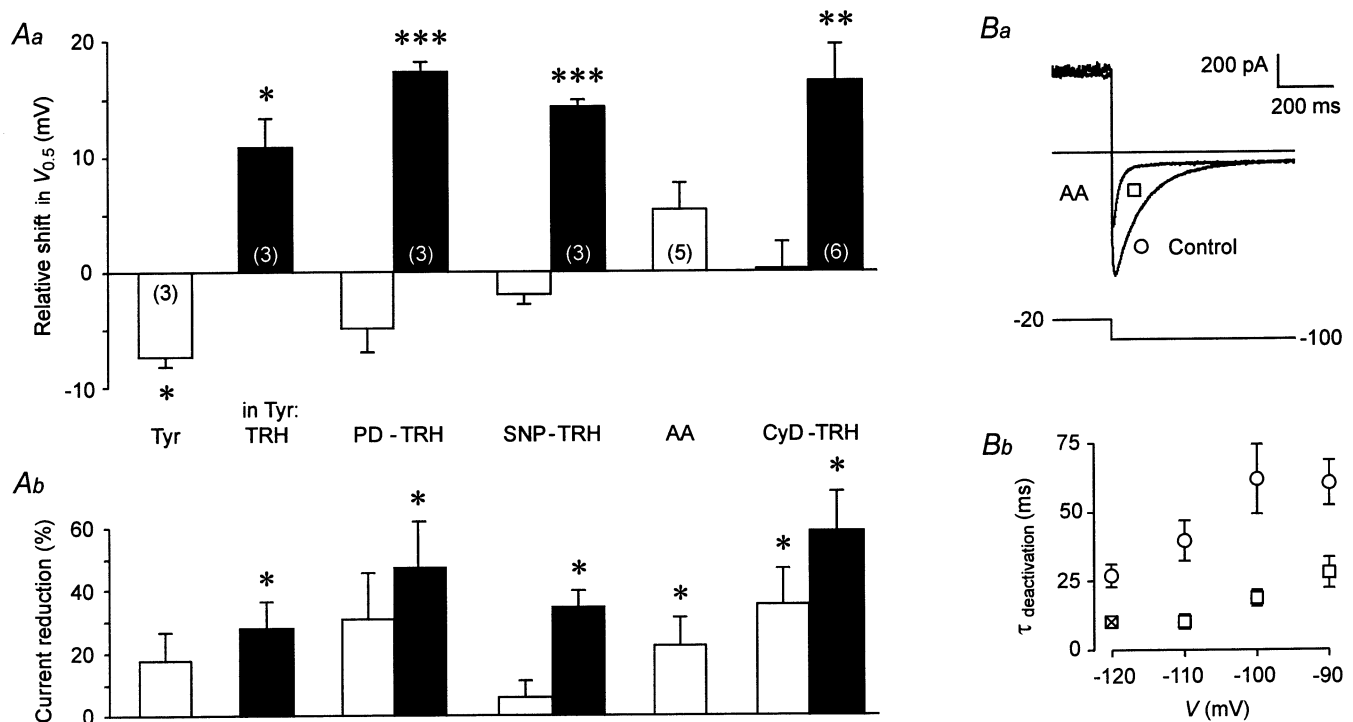 Aa
Relative shift in V0.5 (mV)
20
10
0
-10
*
***
***
**
(3)
(3)
(3)
(3)
(5)
(6)
*
Tyr
in Tyr:
TRH
PD - TRH
SNP-TRH
AA
CyD -TRH
Ab
Current reduction (%)
60
40
20
0
*
*
*
*
*
*
Ba
200 pA
200 ms
AA
Control
-20
-100
Bb
τ deactivation (ms)
75
50
25
0
-120
-110
-100
-90
V (mV)